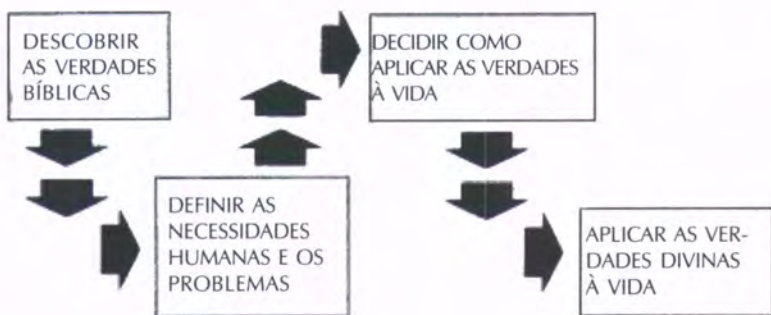 DESCOBRIR
AS VERDADES
BÍBLICAS
DEFINIR AS
NECESSIDADES
HUMANAS E OS
PROBLEMAS
DECIDIR COMO
APLICAR AS VERDADES
À VIDA
APLICAR AS VER-
DADES DIVINAS
À VIDA